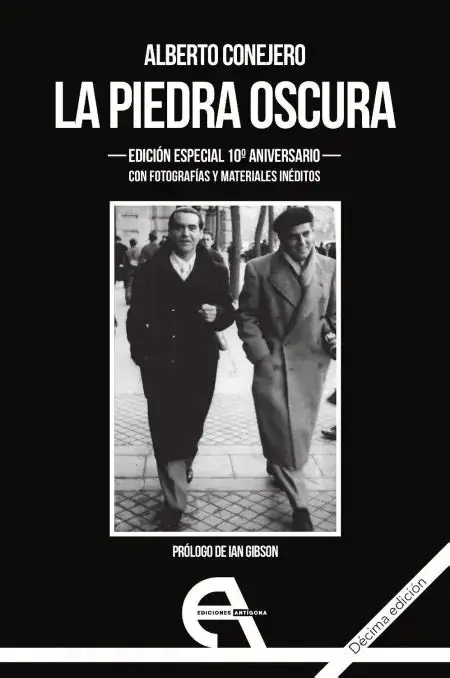 ALBERTO CONEJERO
LA PIEDRA OSCURA
— EDICIÓN ESPECIAL 10º ANIVERSARIO —
CON FOTOGRAFÍAS Y MATERIALES INÉDITOS
PRÓLOGO DE IAN GIBSON
EDICIONES ANTÍGONA
Décima edición